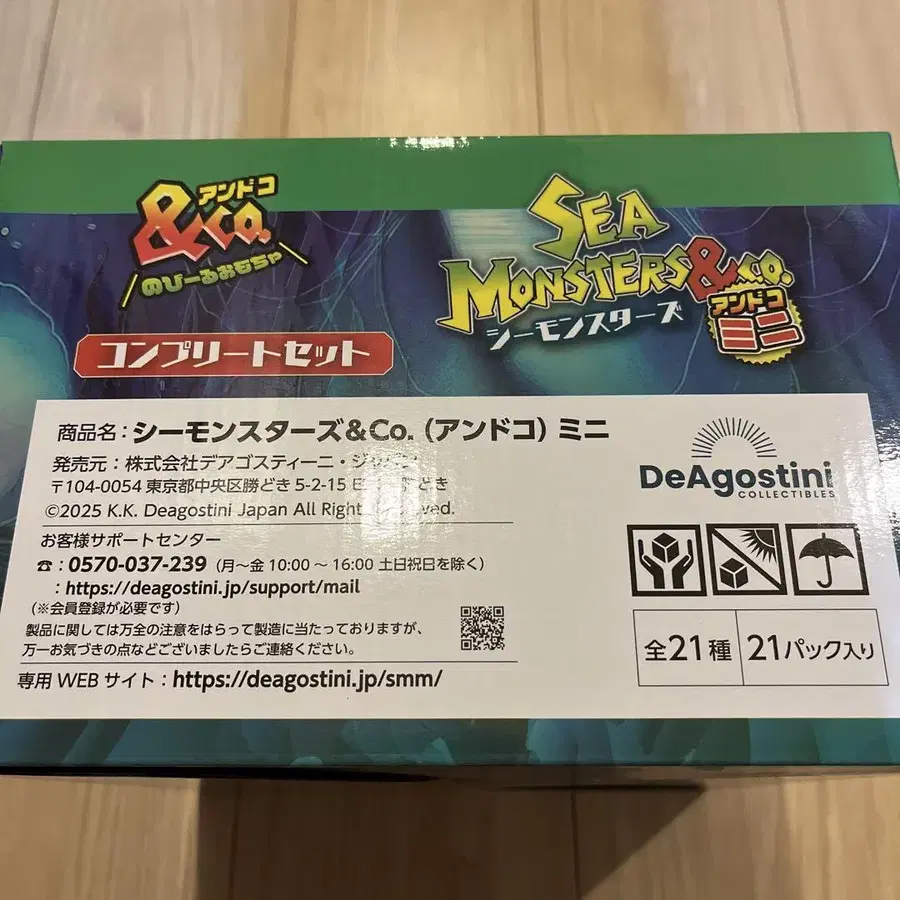 アンドコ
&Co.
のびーるおもちゃ
コンプリートセット
SEA
MONSTERS&Co.
シーモンスターズ
アンドコ
ミニ
商品名：シーモンスターズ＆Co.（アンドコ）ミニ
発売元：株式会社デアゴスティーニ・ジャパン
〒104-0054 東京都中央区勝どき 5-2-15 どき
©2025 K.K. Deagostini Japan All Right
お客様サポートセンター
☎：0570-037-239（月〜金 10:00 〜 16:00 土日祝日を除く）
：https://deagostini.jp/support/mail
（※会員登録が必要です）
製品に関しては万全の注意をはらって製造に当たっておりますが、
万一お気づきの点などございましたらご連絡ください。
専用 WEB サイト：https://deagostini.jp/smm/
DeAgostini
COLLECTIBLES
全21種
21パック入り